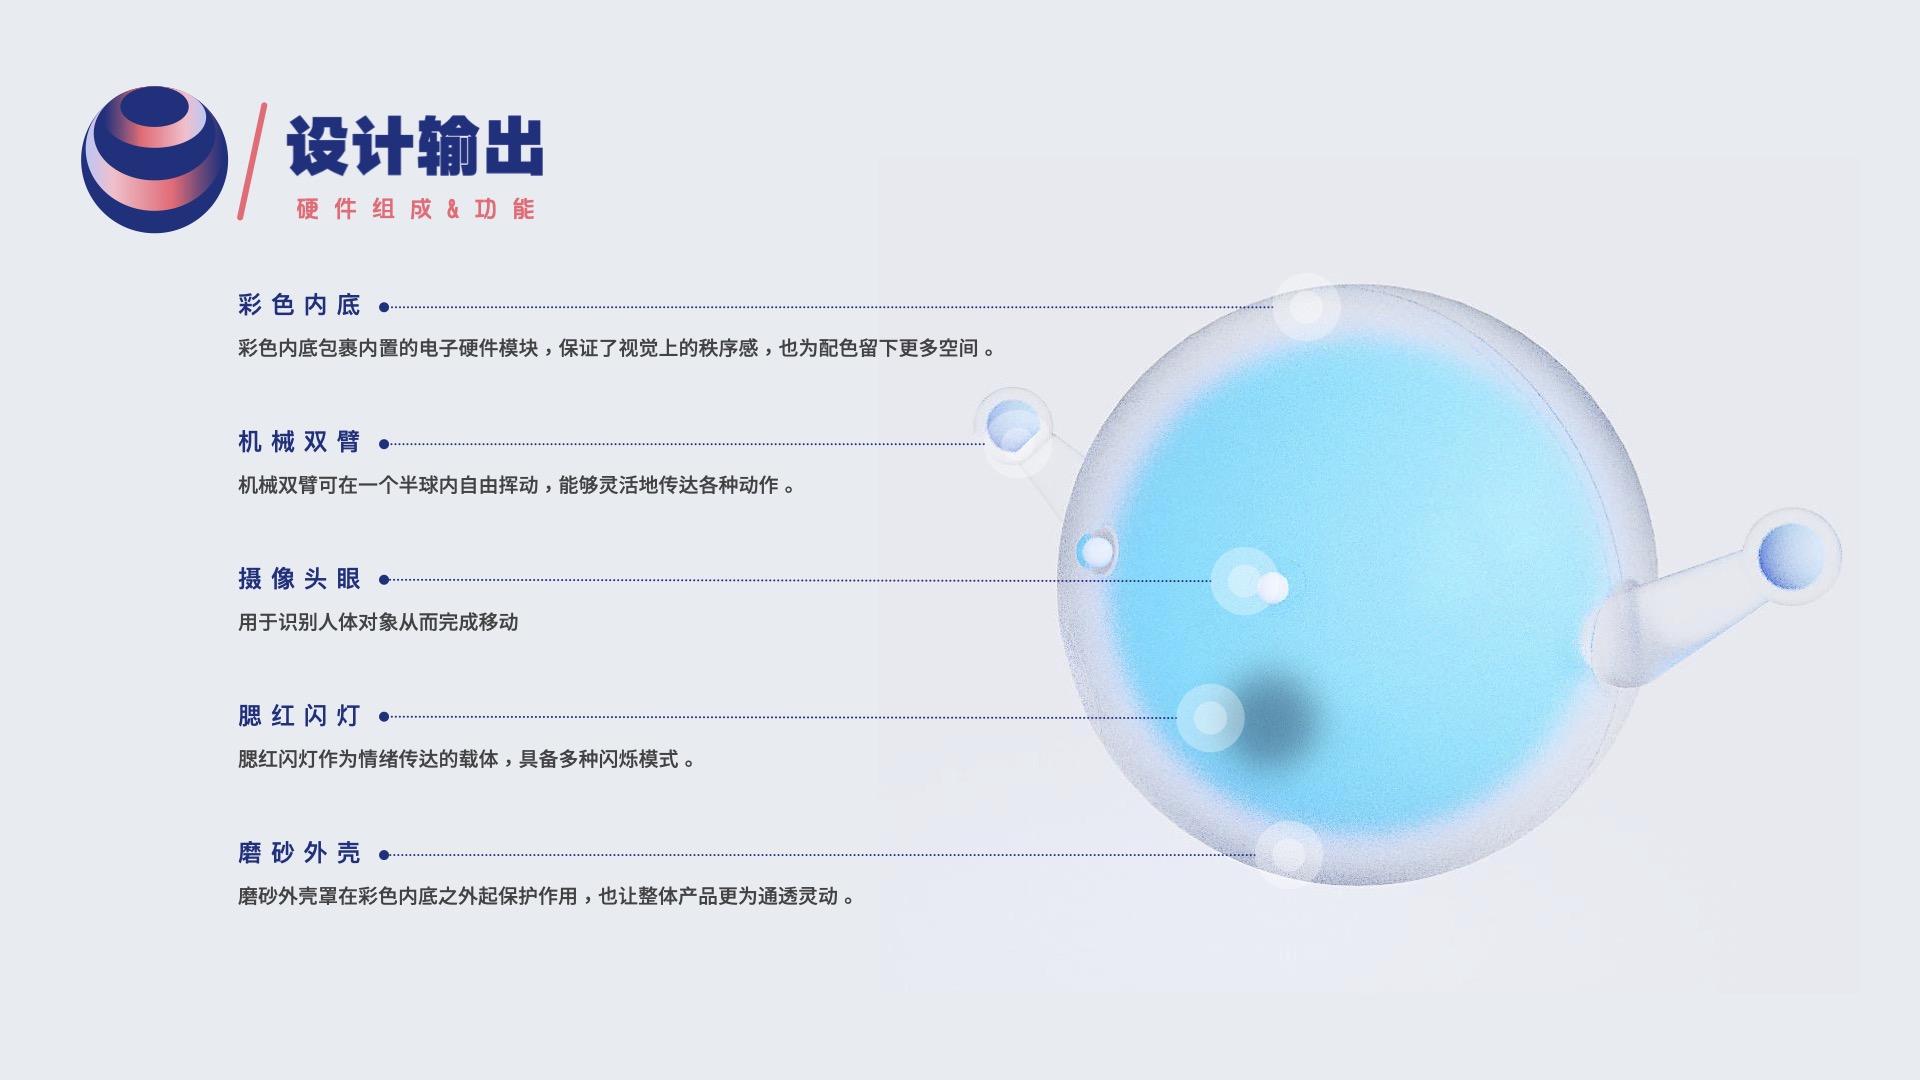 设计输出
硬件组成&功能
彩色内底
彩色内底包裹内置的电子硬件模块，保证了视觉上的秩序感，也为配色留下更多空间。
机械双臂
机械双臂可在一个半球内自由挥动，能够灵活地传达各种动作。
摄像头眼
用于识别人体对象从而完成移动
腮红闪灯
腮红闪灯作为情绪传达的载体，具备多种闪烁模式。
磨砂外壳
磨砂外壳罩在彩色内底之外起保护作用，也让整体产品更为通透灵动。